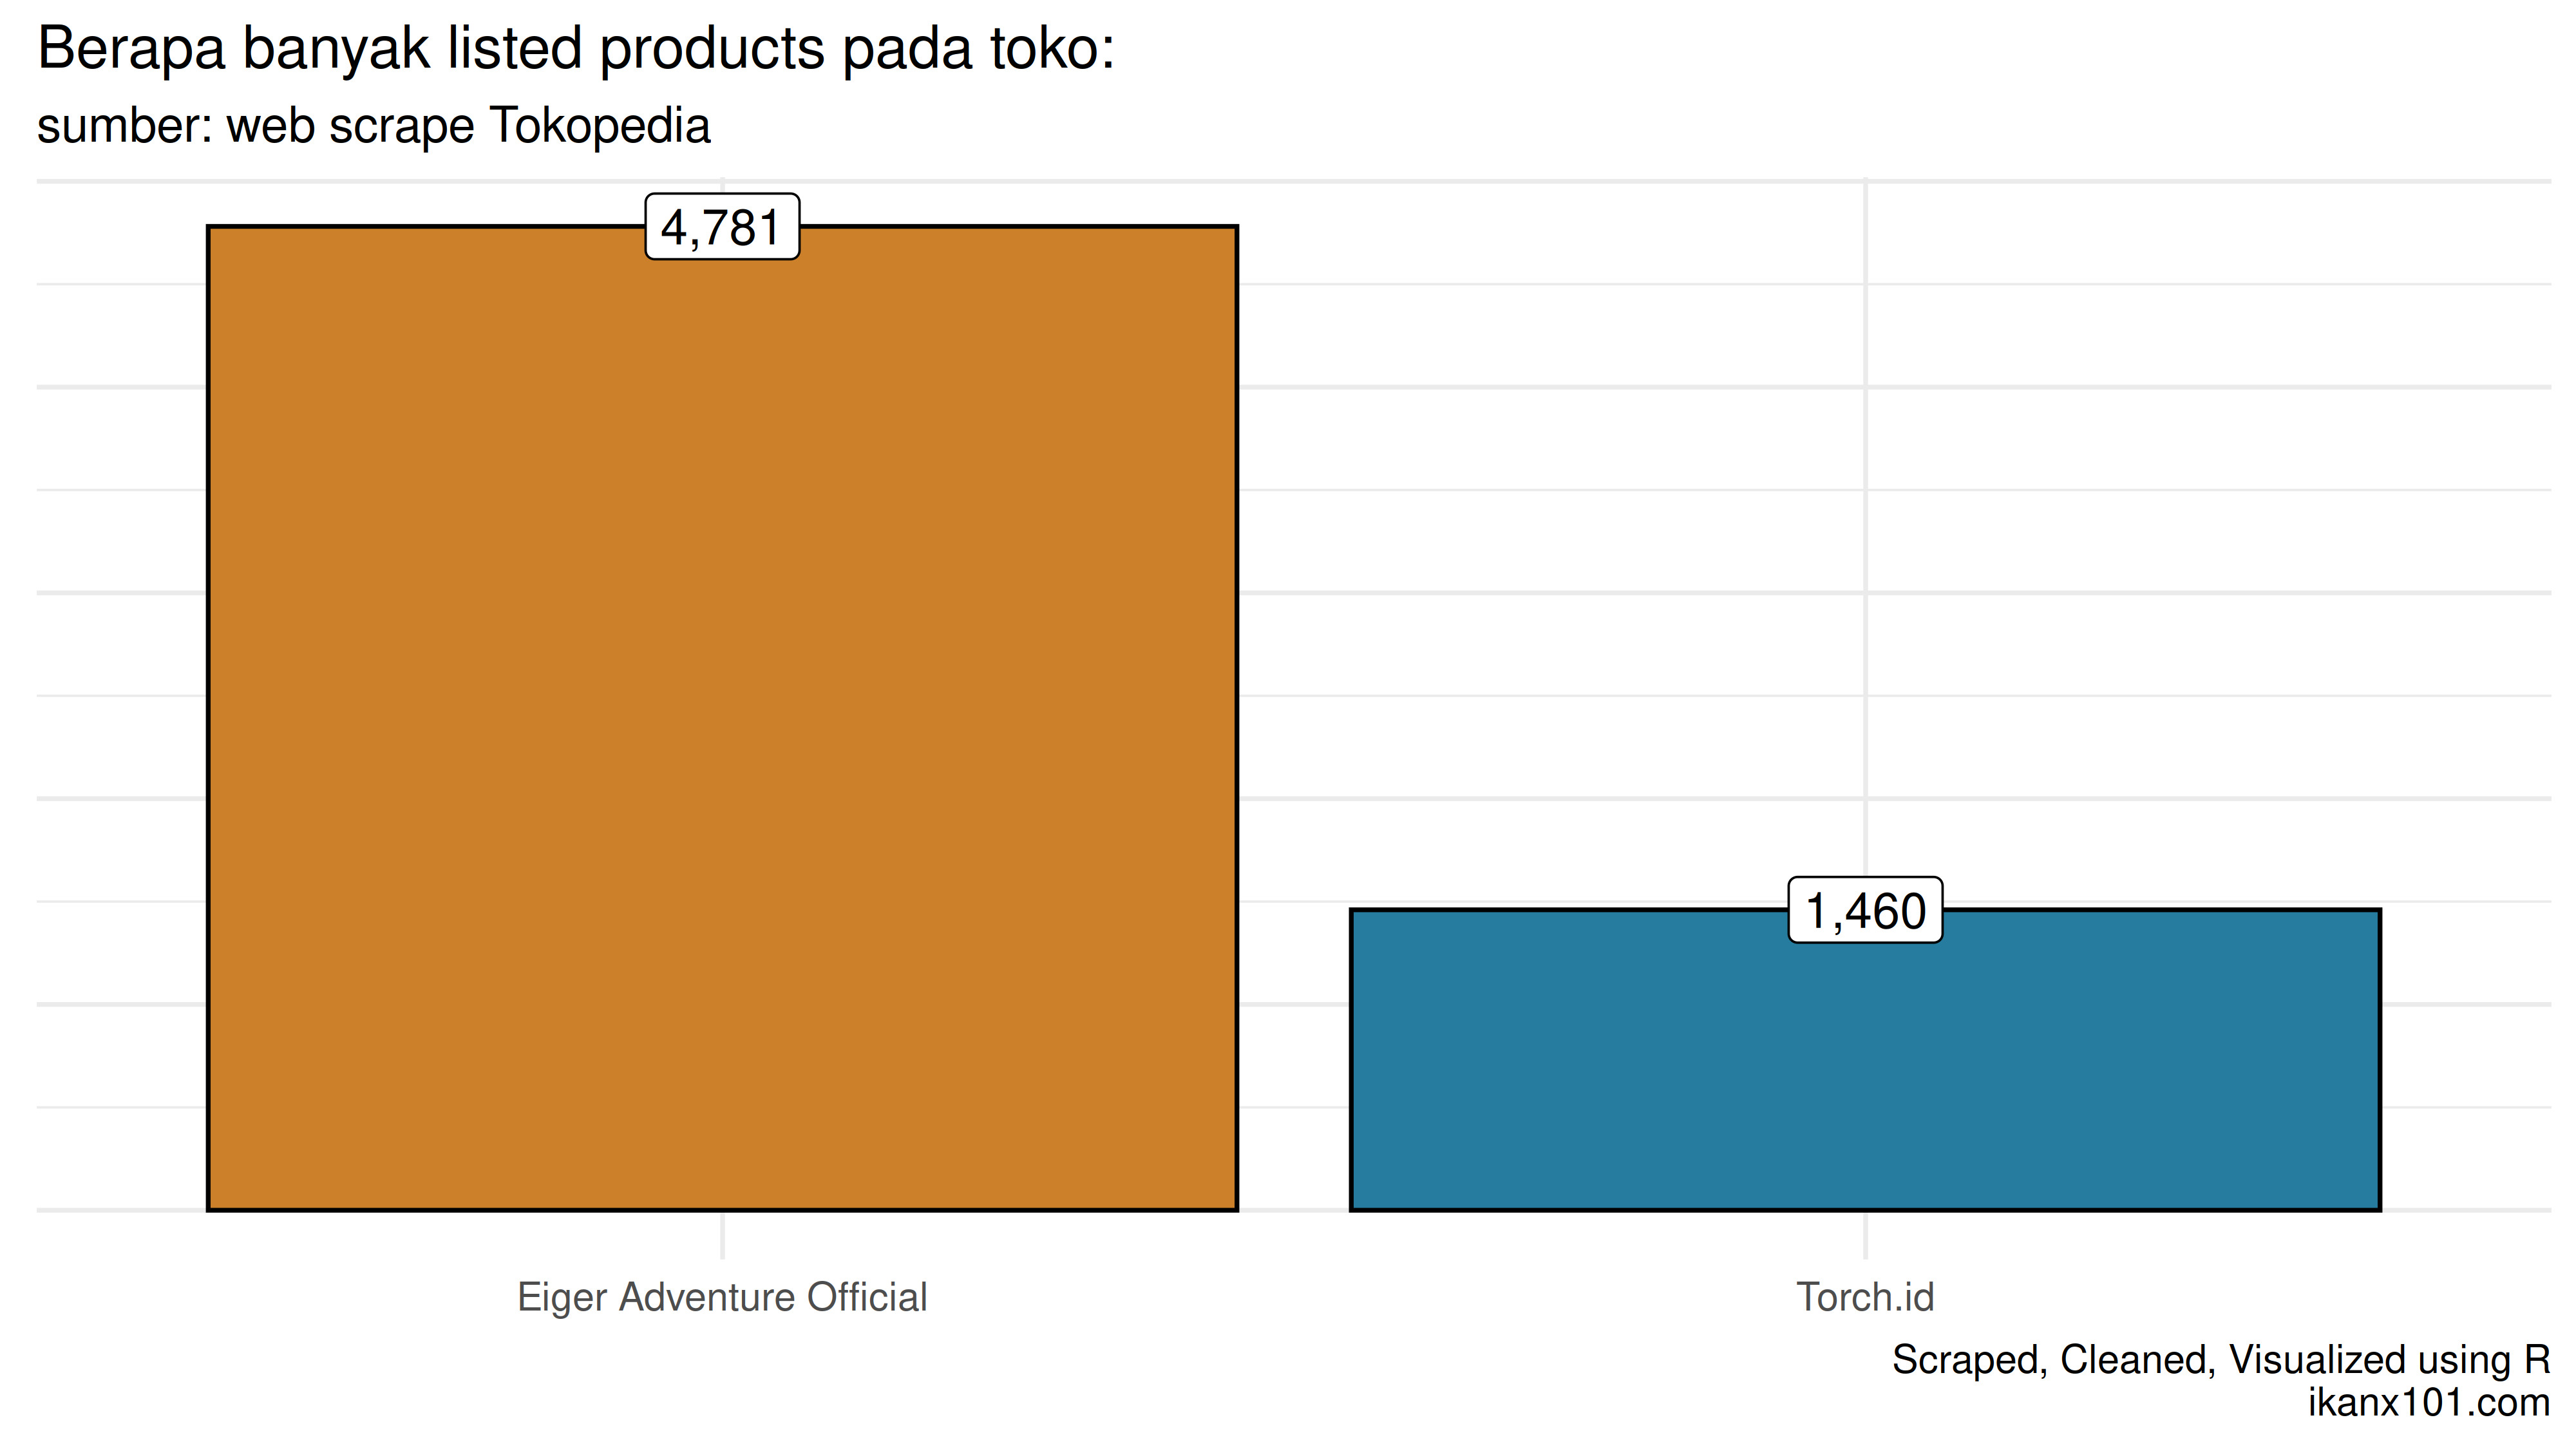 Berapa banyak listed products pada toko:
sumber: web scrape Tokopedia
4,781
1,460
Eiger Adventure Official
Torch.id
Scraped, Cleaned, Visualized using R
ikanx101.com